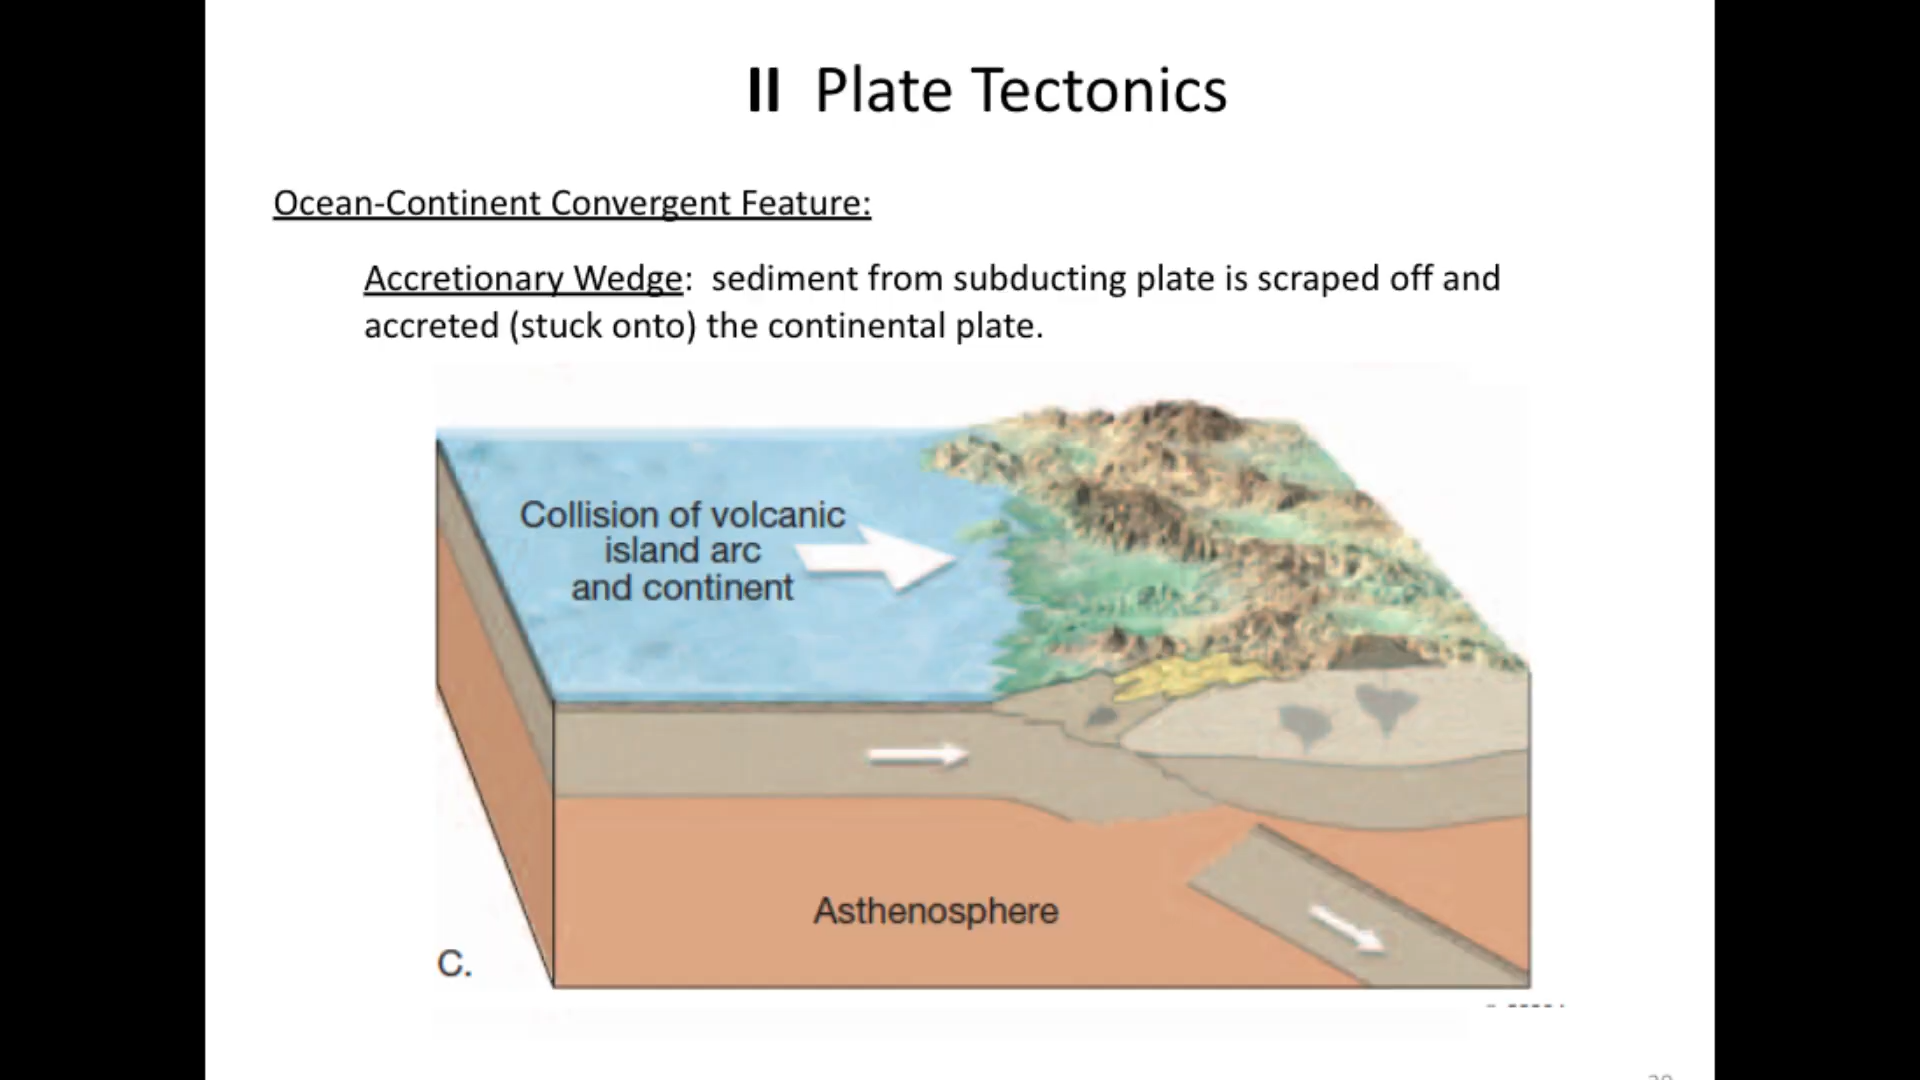 II Plate Tectonics
Ocean-Continent Convergent Feature:
Accretionary Wedge: sediment from subducting plate is scraped off and
accreted (stuck onto) the continental plate.
Collision of volcanic
island arc
and continent
Asthenosphere
C.